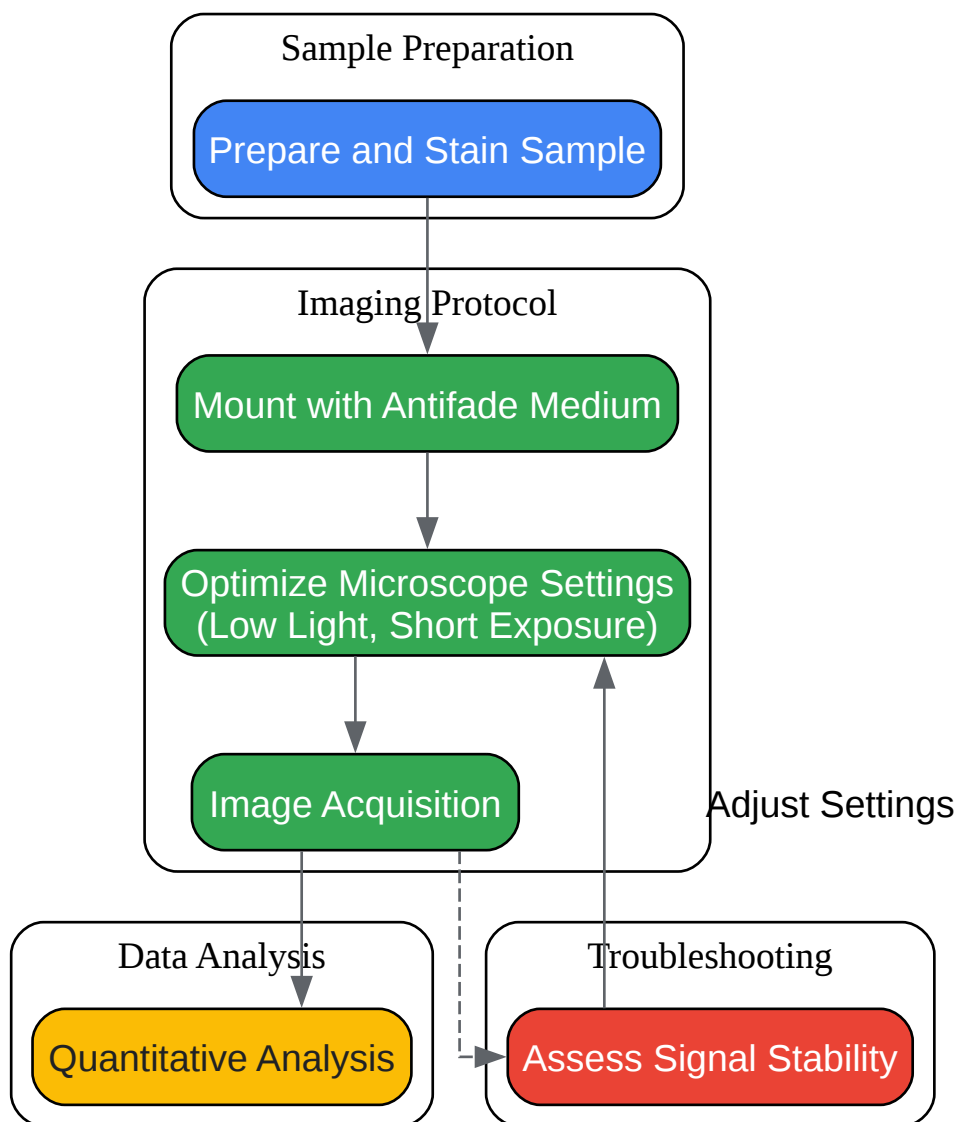 Sample Preparation
Prepare and Stain Sample
Imaging Protocol
Mount with Antifade Medium
Optimize Microscope Settings
(Low Light, Short Exposure)
Image Acquisition
Adjust Settings
Data Analysis
Quantitative Analysis
Troubleshooting
Assess Signal Stability